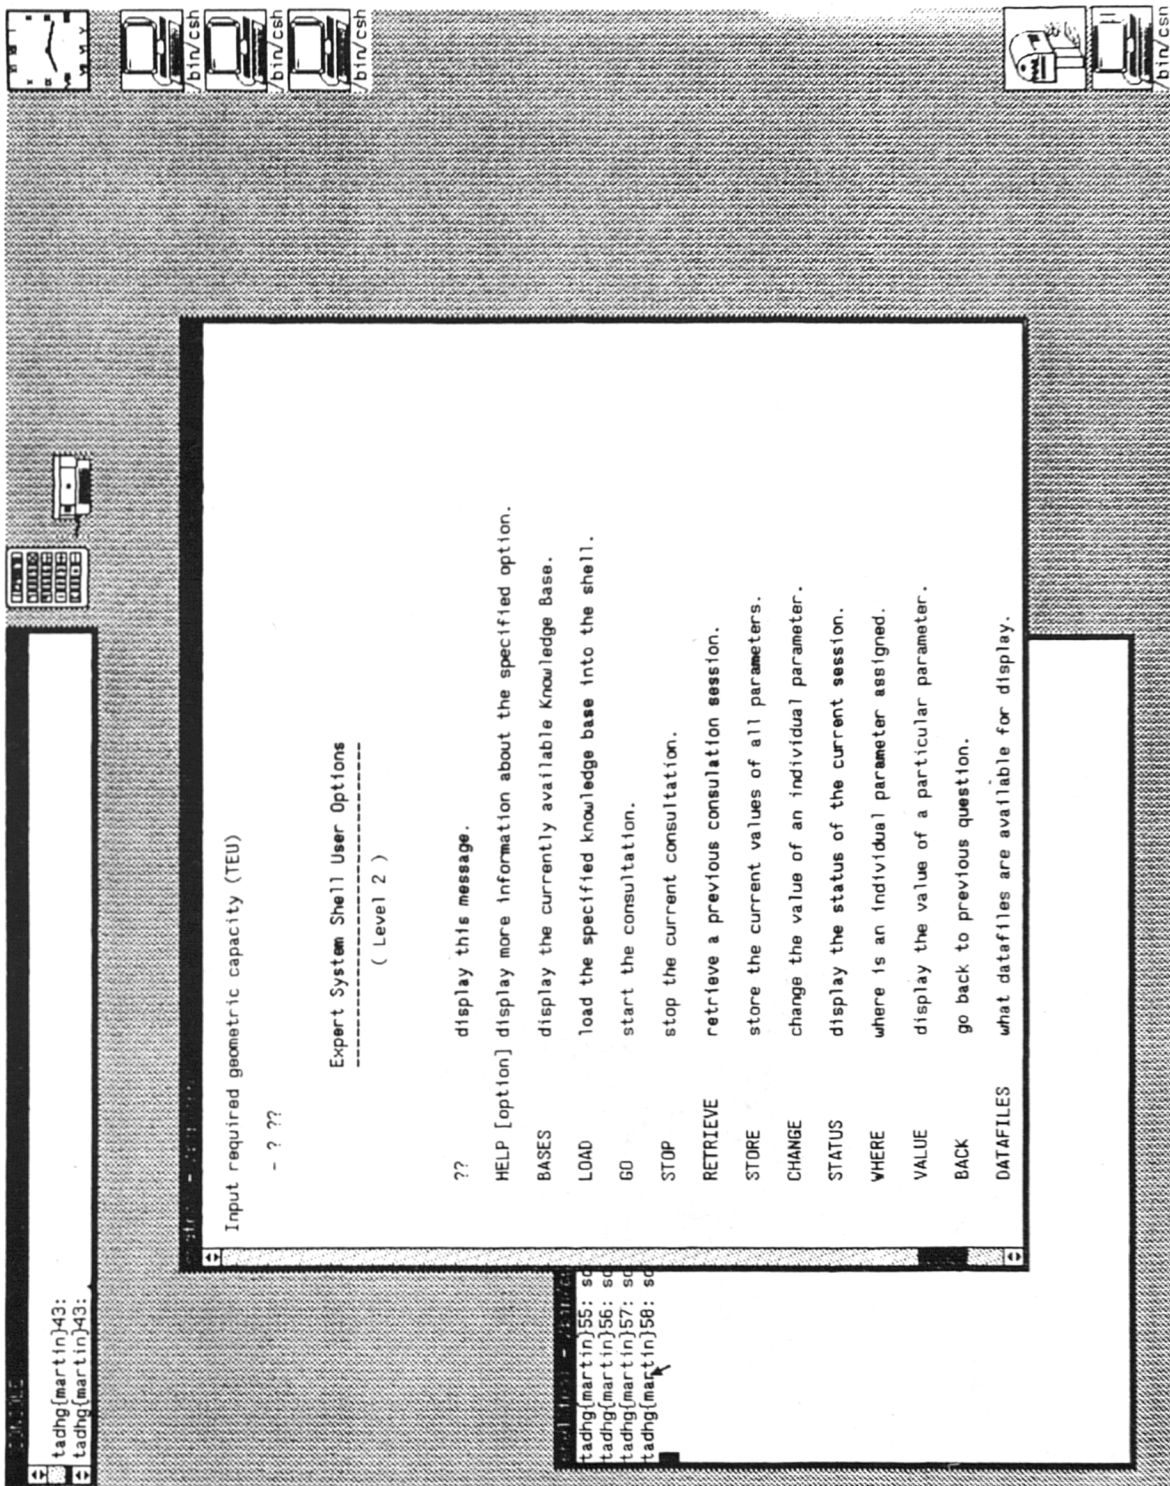 CONSOLE
tadhg{martin}43:
tadhg{martin}43:
/bin/csh
/bin/csh
/bin/csh
Input required geometric capacity (TEU)
- ? ??
Expert System Shell User Options
--------------------------------
( Level 2 )
?? display this message.
HELP [option] display more information about the specified option.
BASES display the currently available Knowledge Base.
LOAD load the specified knowledge base into the shell.
GO start the consultation.
STOP stop the current consultation.
RETRIEVE retrieve a previous consulation session.
STORE store the current values of all parameters.
CHANGE change the value of an individual parameter.
STATUS display the status of the current session.
WHERE where is an individual parameter assigned.
VALUE display the value of a particular parameter.
BACK go back to previous question.
DATAFILES what datafiles are available for display.
tadhg{martin}55: sc
tadhg{martin}56: sc
tadhg{martin}57: sc
tadhg{martin}58: sc
/bin/csh